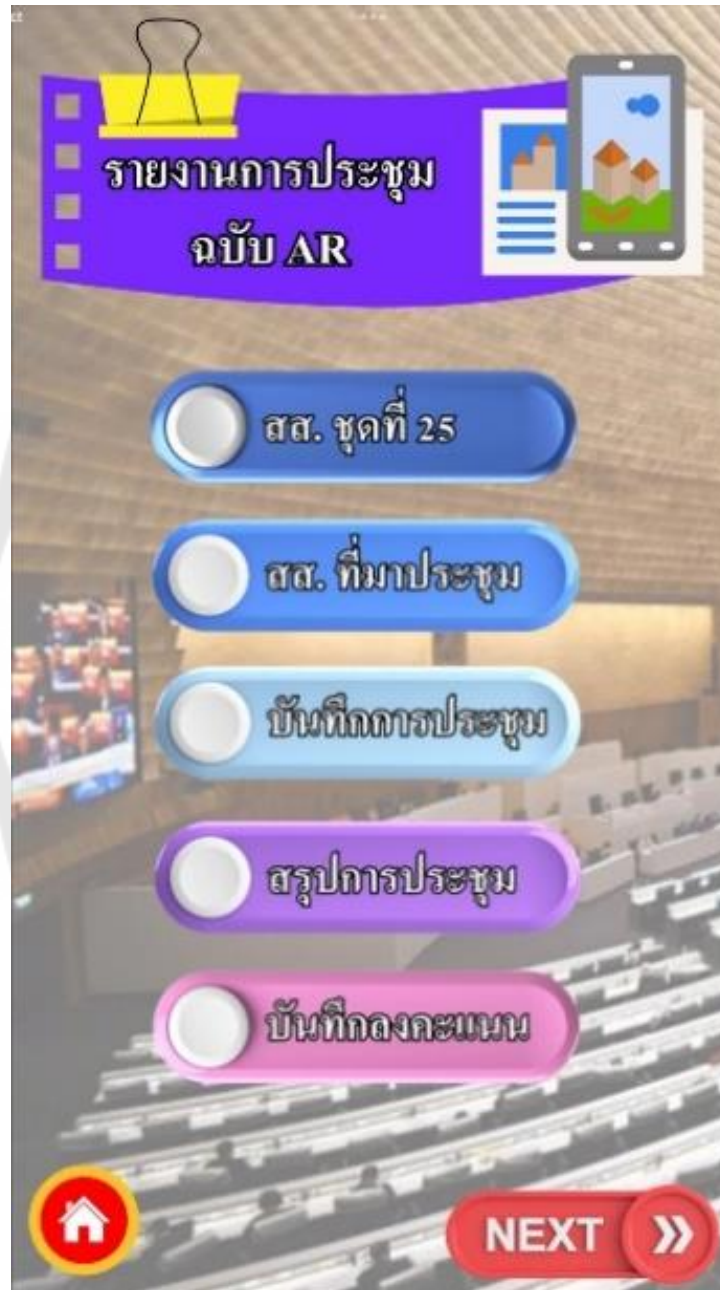 รายงานการประชุม
ฉบับ AR
สส. ชุดที่ 25
สส. ที่มาประชุม
บันทึกการประชุม
สรุปการประชุม
บันทึกลงคะแนน
NEXT